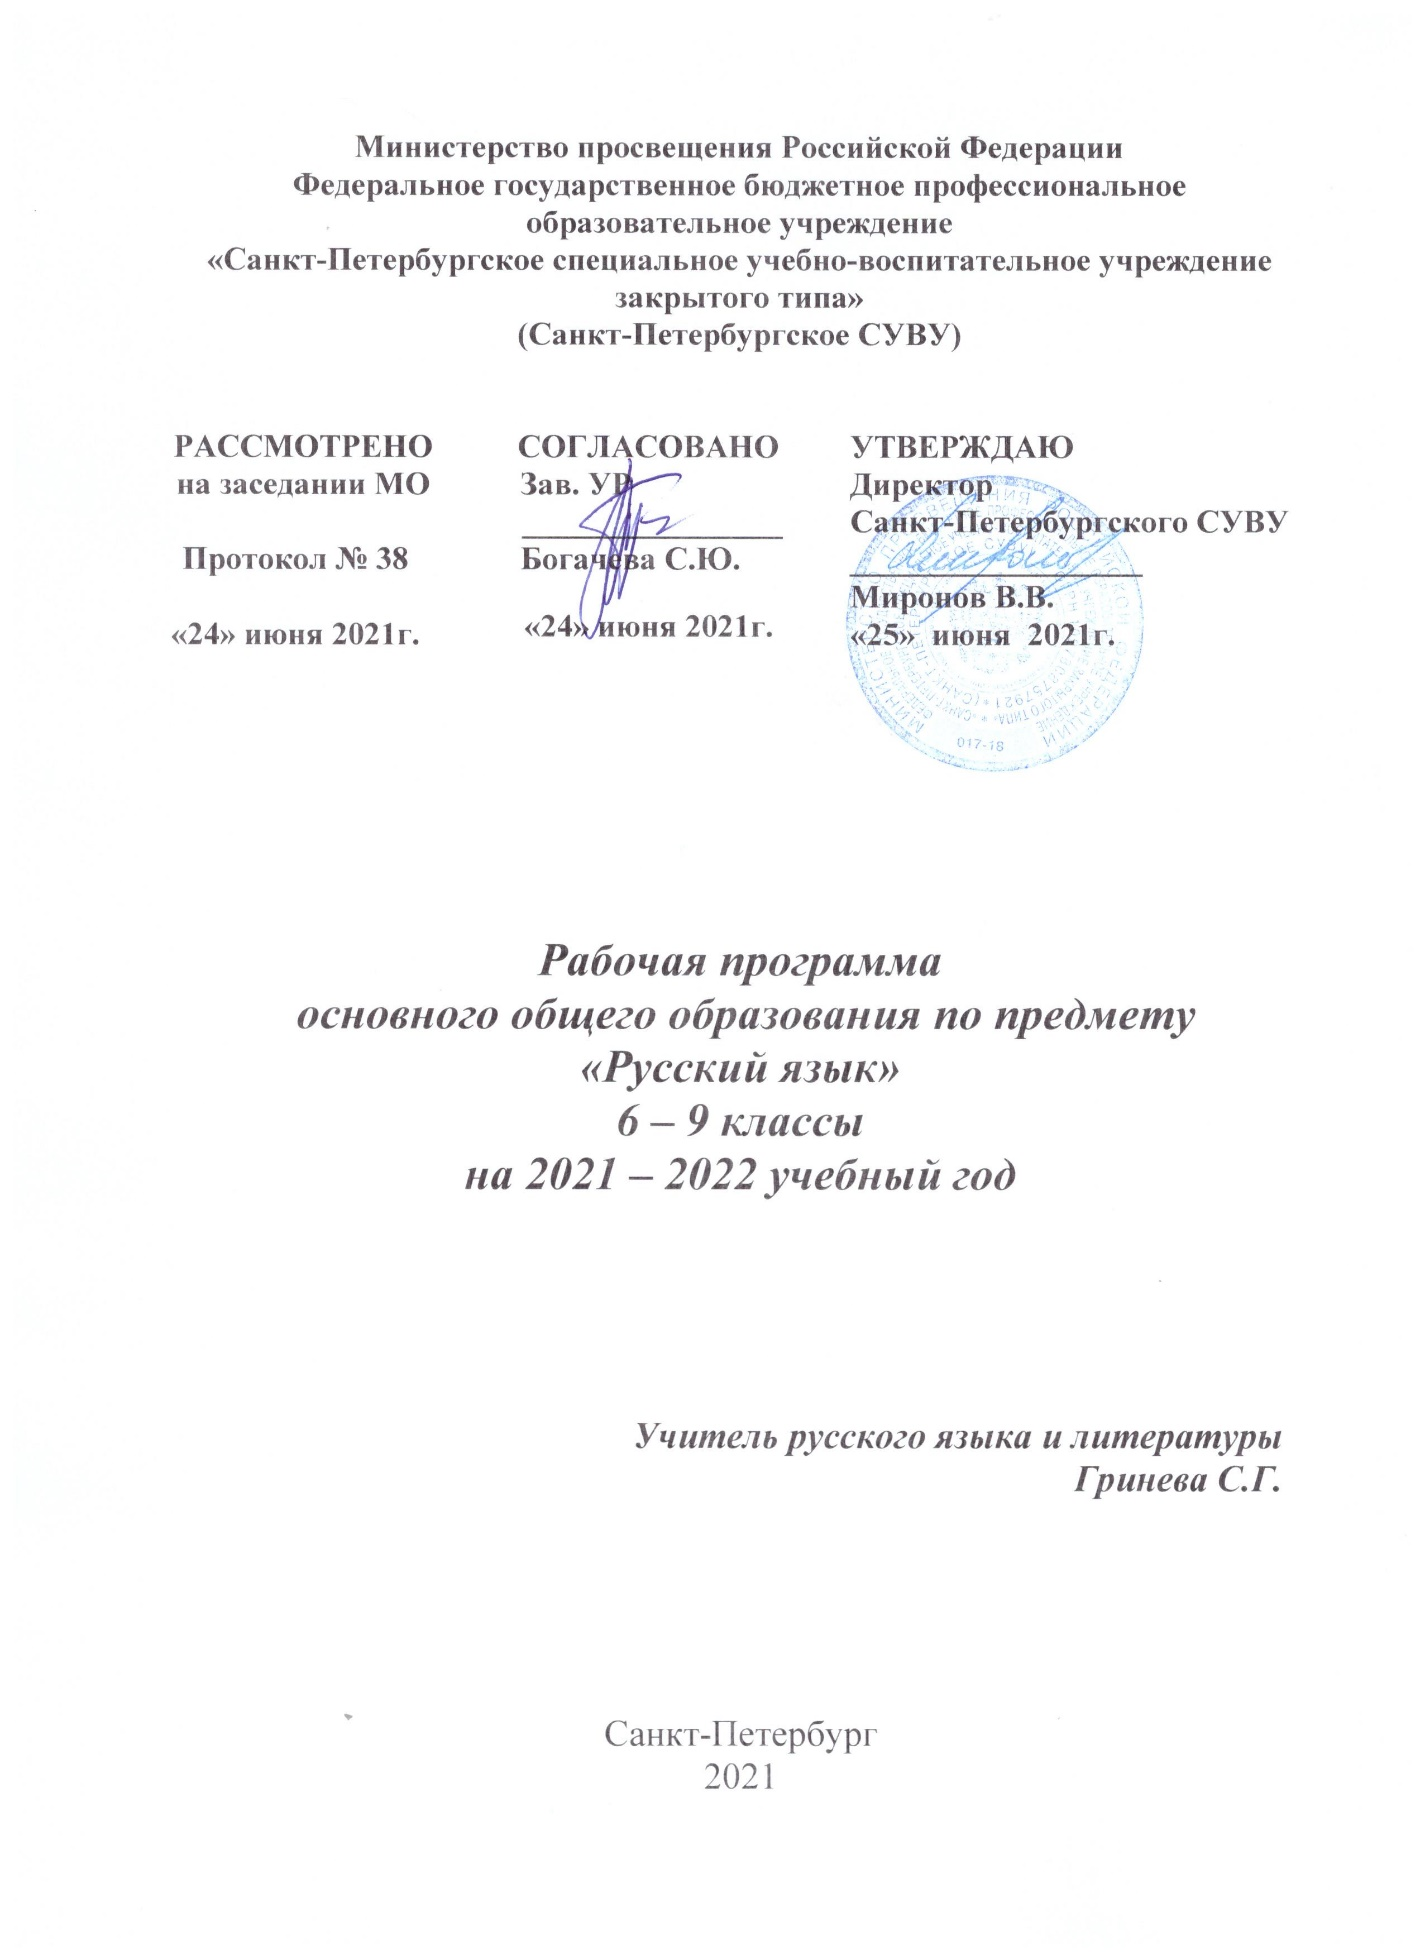 Министерство просвещения Российской Федерации
Федеральное государственное бюджетное профессиональное
образовательное учреждение
«Санкт-Петербургское специальное учебно-воспитательное учреждение
закрытого типа»
(Санкт-Петербургское СУВУ)
РАССМОТРЕНО
на заседании МО
Протокол № 38
«24» июня 2021г.
СОГЛАСОВАНО
Зав. УР
Богачева С.Ю.
«24» июня 2021г.
УТВЕРЖДАЮ
Директор
Санкт-Петербургского СУВУ
Миронов В.В.
«25» июня 2021г.
017-18
Рабочая программа
основного общего образования по предмету
«Русский язык»
6 – 9 классы
на 2021 – 2022 учебный год
Учитель русского языка и литературы
Гринева С.Г.
Санкт-Петербург
2021